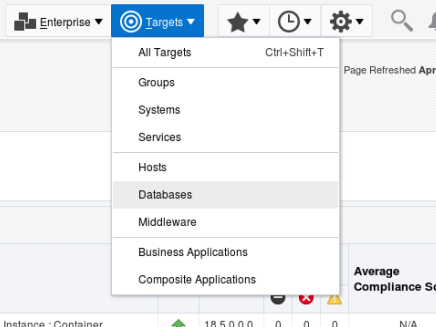 Enterprise
Targets
All Targets Ctrl+Shift+T
Page Refreshed Apr
Groups
Systems
Services
Hosts
Databases
Middleware
Business Applications
Composite Applications
Average
Compliance Sc
Instance : Container 18.5.0.0.0 0 0 0 N/A